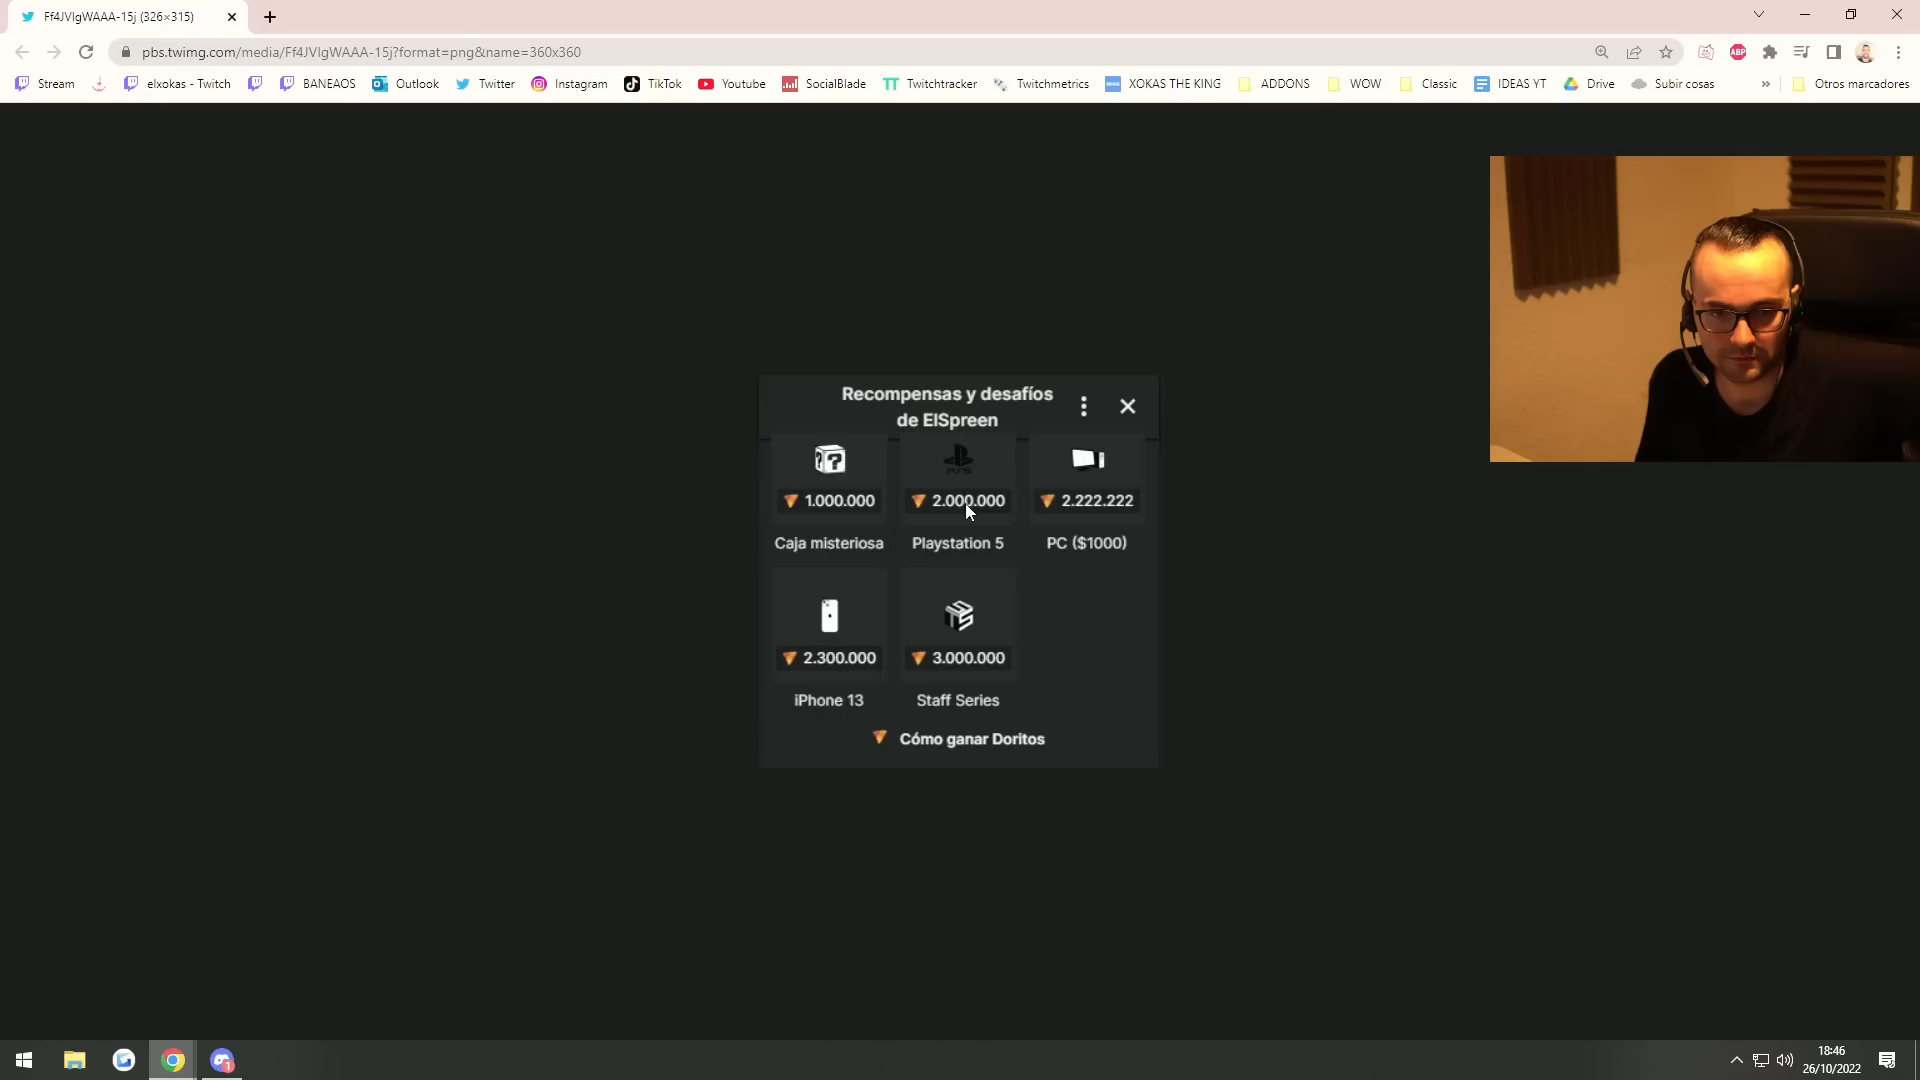 Ff4JVIgWAAA-15j (326×315)
pbs.twimg.com/media/Ff4JVIgWAAA-15j?format=png&name=360x360
ABP
Stream
elxokas - Twitch
BANEAOS
Outlook
Twitter
Instagram
TikTok
Youtube
SocialBlade
Twitchtracker
Twitchmetrics
XOKAS THE KING
ADDONS
WOW
Classic
IDEAS YT
Drive
Subir cosas
»
Otros marcadores
Recompensas y desafíos
de ElSpreen
1.000.000
2.000.000
2.222.222
Caja misteriosa
Playstation 5
PC ($1000)
2.300.000
3.000.000
iPhone 13
Staff Series
Cómo ganar Doritos
1
18:46
26/10/2022